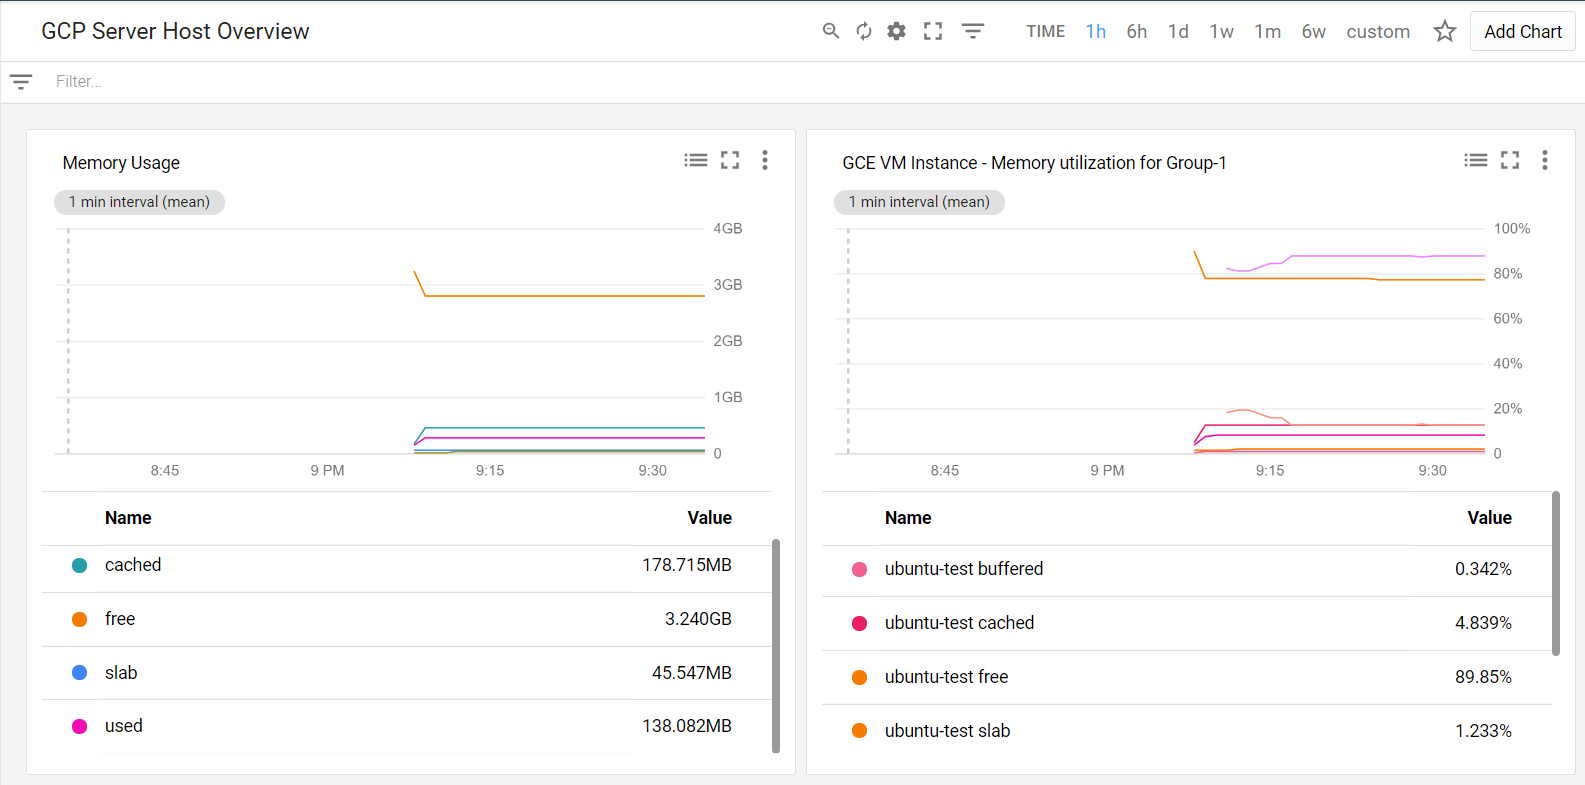 GCP Server Host Overview
TIME 1h 6h 1d 1w 1m 6w custom Add Chart
Filter...
Memory Usage
1 min interval (mean)
4GB
3GB
2GB
1GB
0
8:45 9 PM 9:15 9:30
Name Value
cached 178.715MB
free 3.240GB
slab 45.547MB
used 138.082MB
GCE VM Instance - Memory utilization for Group-1
1 min interval (mean)
100%
80%
60%
40%
20%
0
8:45 9 PM 9:15 9:30
Name Value
ubuntu-test buffered 0.342%
ubuntu-test cached 4.839%
ubuntu-test free 89.85%
ubuntu-test slab 1.233%